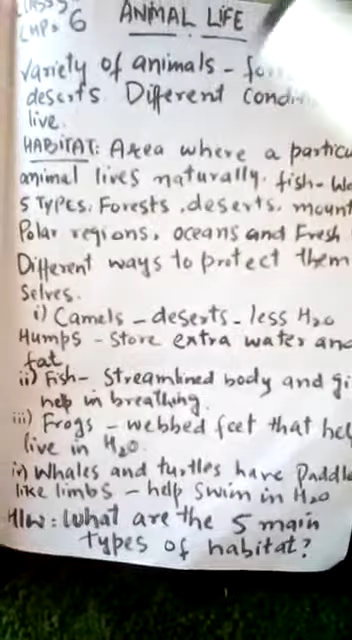 CLASS 5
CHP: 6 ANIMAL LIFE
Variety of animals - for
deserts. Different Condi
live.
HABITAT: Area where a particu
animal lives naturally. fish - Wa
5 TYPES: Forests, deserts, mount
Polar regions, oceans and Fresh
Different ways to protect them
Selves.
i) Camels - deserts - less H2O
Humps - Store extra water and
fat
ii) Fish - Streamlined body and gi
help in breathing.
iii) Frogs - webbed feet that hel
live in H2O.
iv) Whales and turtles have Paddle
like limbs - help swim in H2O
H/W: What are the 5 main
types of habitat?